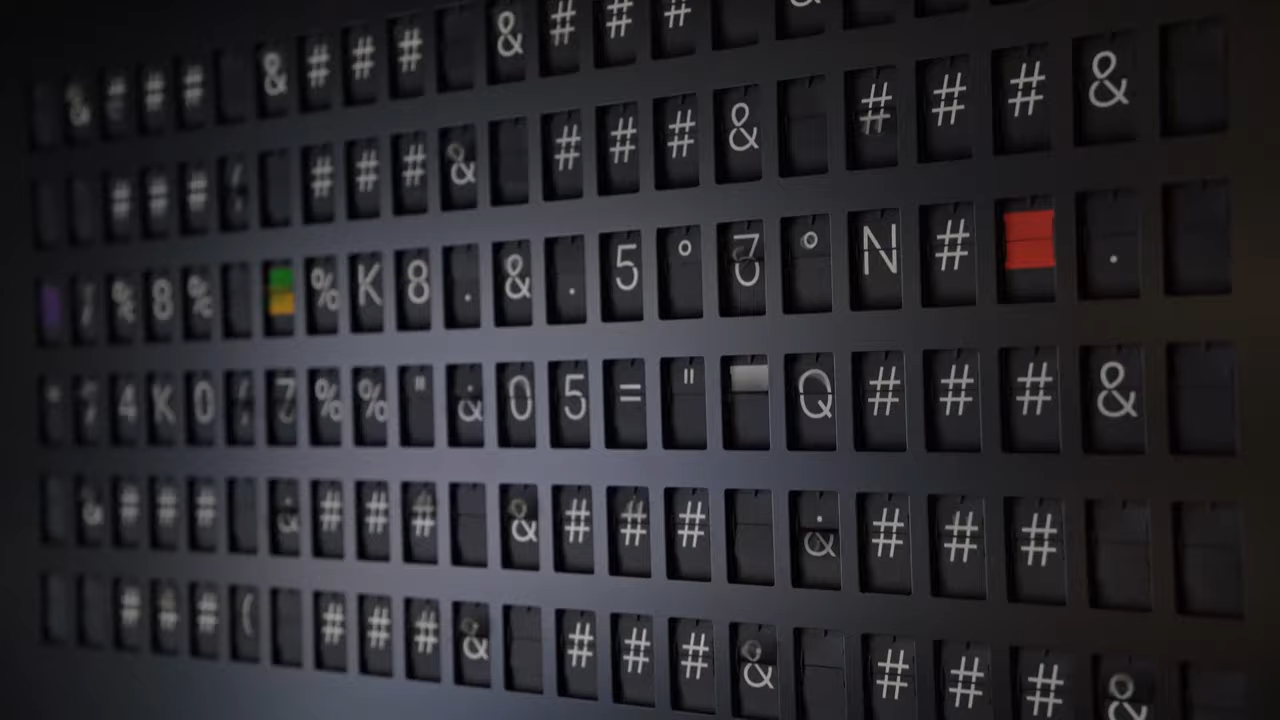 & # # # & # # # & # # # &
# # # # # # & # # # & # # # &
% 8 % % K 8 . & . 5 ° ° N # .
4 K 0 % % " 0 5 = " Q # # # &
& # # # # # # & # # # # # #
# # # ( # # # & # # # & # # # &